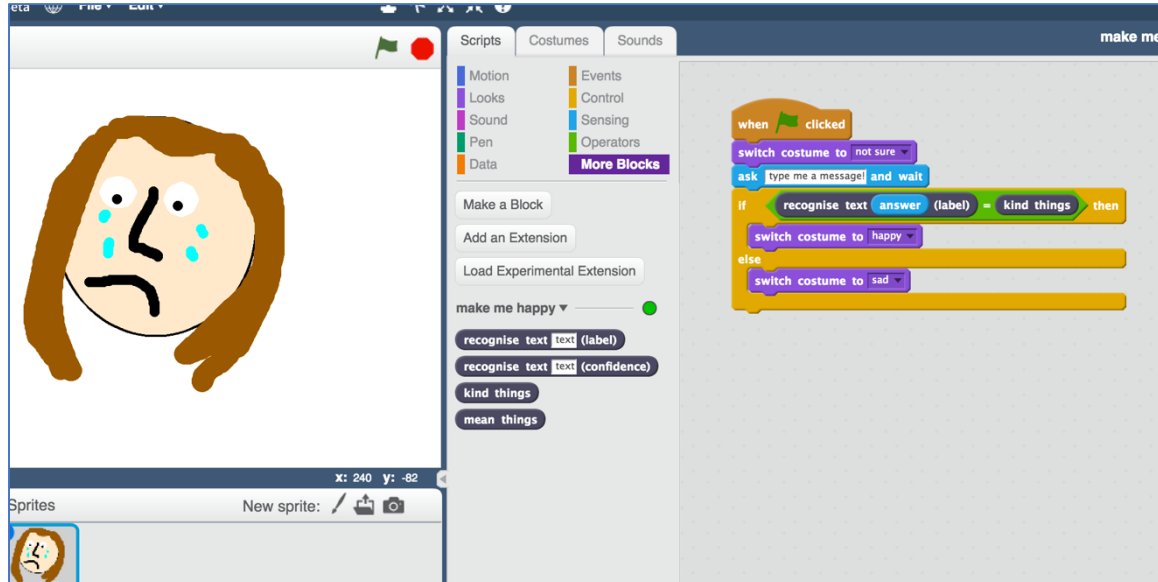 File Edit
Scripts Costumes Sounds
make me
Motion Events
Looks Control
Sound Sensing
Pen Operators
Data More Blocks
Make a Block
Add an Extension
Load Experimental Extension
make me happy
recognise text text (label)
recognise text text (confidence)
kind things
mean things
when clicked
switch costume to not sure
ask type me a message! and wait
if recognise text answer (label) = kind things then
switch costume to happy
else
switch costume to sad
x: 240 y: -82
Sprites New sprite: